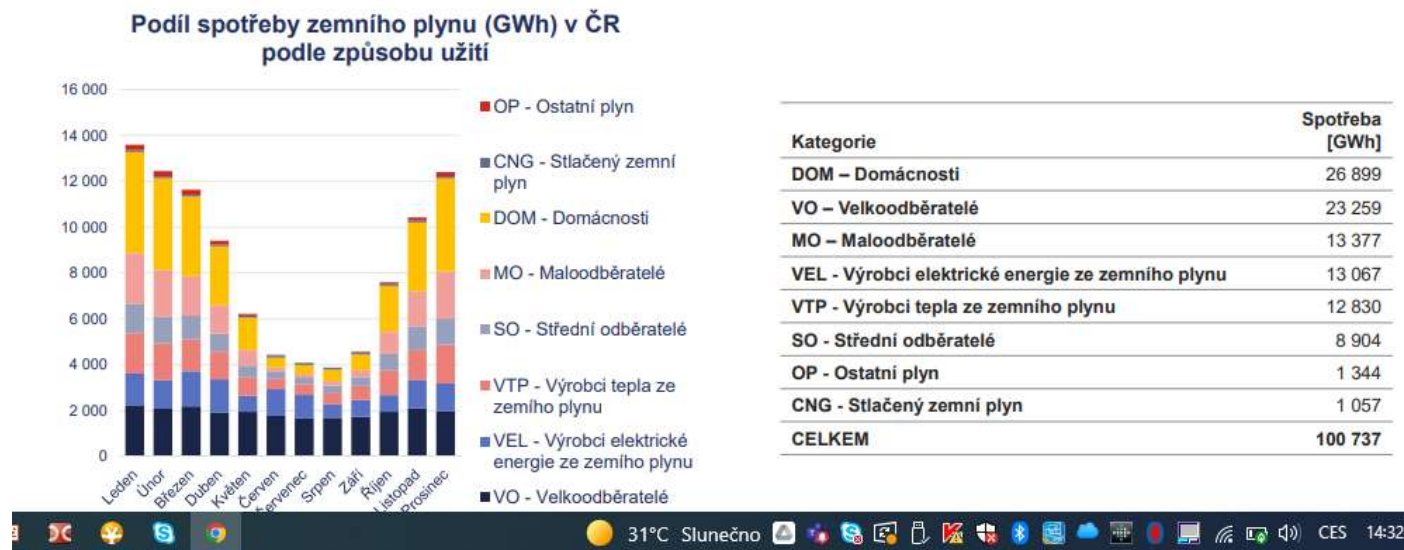 Podíl spotřeby zemního plynu (GWh) v ČR
podle způsobu užití
16 000
14 000
12 000
10 000
8 000
6 000
4 000
2 000
0
Leden
Únor
Březen
Duben
Květen
Červen
Červenec
Srpen
Září
Říjen
Listopad
Prosinec
OP - Ostatní plyn
CNG - Stlačený zemní
plyn
DOM - Domácnosti
MO - Maloodběratelé
SO - Střední odběratelé
VTP - Výrobci tepla ze
zemího plynu
VEL - Výrobci elektrické
energie ze zemího plynu
VO - Velkoodběratelé
Spotřeba
Kategorie [GWh]
DOM – Domácnosti 26 899
VO – Velkoodběratelé 23 259
MO – Maloodběratelé 13 377
VEL - Výrobci elektrické energie ze zemního plynu 13 067
VTP - Výrobci tepla ze zemního plynu 12 830
SO - Střední odběratelé 8 904
OP - Ostatní plyn 1 344
CNG - Stlačený zemní plyn 1 057
CELKEM 100 737
31°C Slunečno CES 14:32